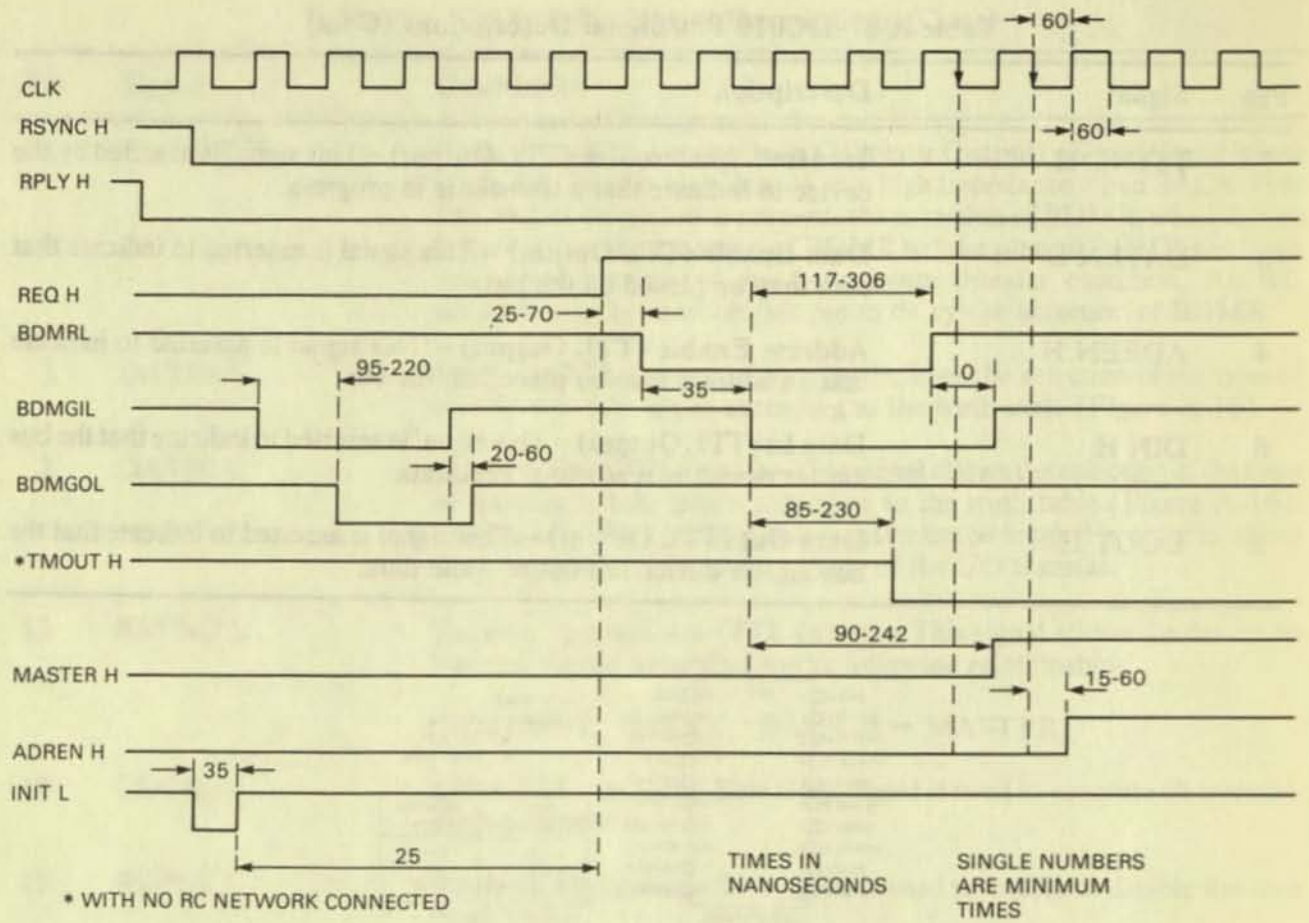 60
CLK
RSYNC H
60
RPLY H
REQ H
117-306
25-70
BDMRL
95-220
35
0
BDMGIL
20-60
BDMGOL
85-230
*TMOUT H
90-242
MASTER H
15-60
ADREN H
35
INIT L
25
TIMES IN
NANOSECONDS
SINGLE NUMBERS
ARE MINIMUM
TIMES
* WITH NO RC NETWORK CONNECTED